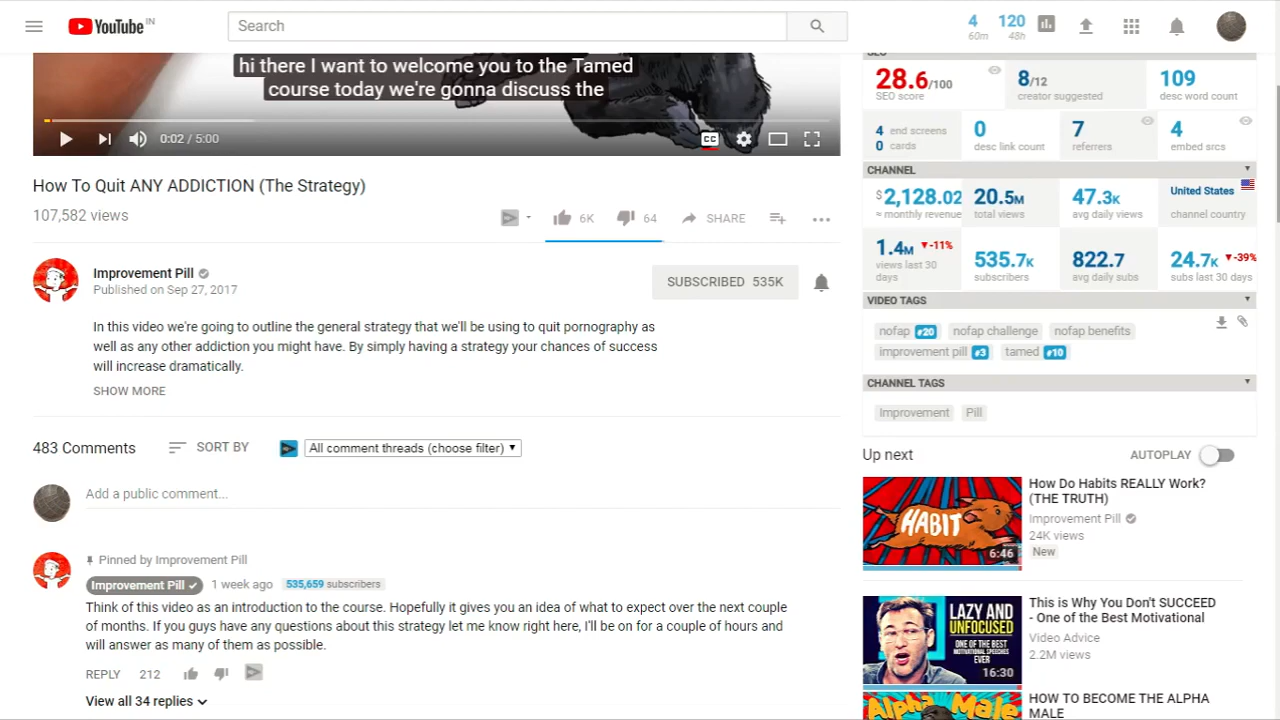 YouTube IN
Search
4 60m
120 48h
hi there I want to welcome you to the Tamed
course today we're gonna discuss the
0:02 / 5:00
CC
How To Quit ANY ADDICTION (The Strategy)
107,582 views
6K
64
SHARE
Improvement Pill
Published on Sep 27, 2017
SUBSCRIBED 535K
In this video we're going to outline the general strategy that we'll be using to quit pornography as
well as any other addiction you might have. By simply having a strategy your chances of success
will increase dramatically.
SHOW MORE
483 Comments
SORT BY
All comment threads (choose filter)
Add a public comment...
Pinned by Improvement Pill
Improvement Pill 1 week ago 535,659 subscribers
Think of this video as an introduction to the course. Hopefully it gives you an idea of what to expect over the next couple
of months. If you guys have any questions about this strategy let me know right here, I'll be on for a couple of hours and
will answer as many of them as possible.
REPLY 212
View all 34 replies
SEO
28.6/100
SEO score
8/12
creator suggested
109
desc word count
4 end screens
0 cards
0
desc link count
7
referrers
4
embed srcs
CHANNEL
$2,128.02
≈ monthly revenue
20.5M
total views
47.3K
avg daily views
United States
channel country
1.4M ▼-11%
views last 30
days
535.7K
subscribers
822.7
avg daily subs
24.7K ▼-39%
subs last 30 days
VIDEO TAGS
nofap #20 nofap challenge nofap benefits
improvement pill #3 tamed #10
CHANNEL TAGS
Improvement Pill
Up next
AUTOPLAY
HABIT
6:46
How Do Habits REALLY Work?
(THE TRUTH)
Improvement Pill
24K views
New
LAZY AND
UNFOCUSED
ONE OF THE BEST
MOTIVATIONAL SPEECHES
EVER
16:30
This is Why You Don't SUCCEED
- One of the Best Motivational
Video Advice
2.2M views
Alpha Male
HOW TO BECOME THE ALPHA
MALE